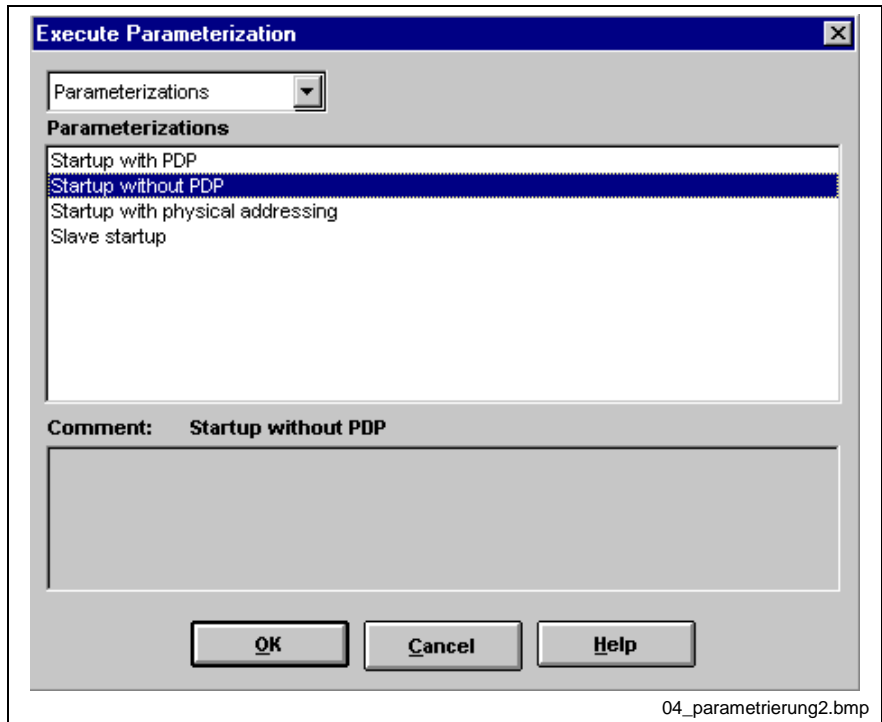 Execute Parameterization
Parameterizations
Parameterizations
Startup with PDP
Startup without PDP
Startup with physical addressing
Slave startup
Comment: Startup without PDP
OK Cancel Help
04_parametrierung2.bmp